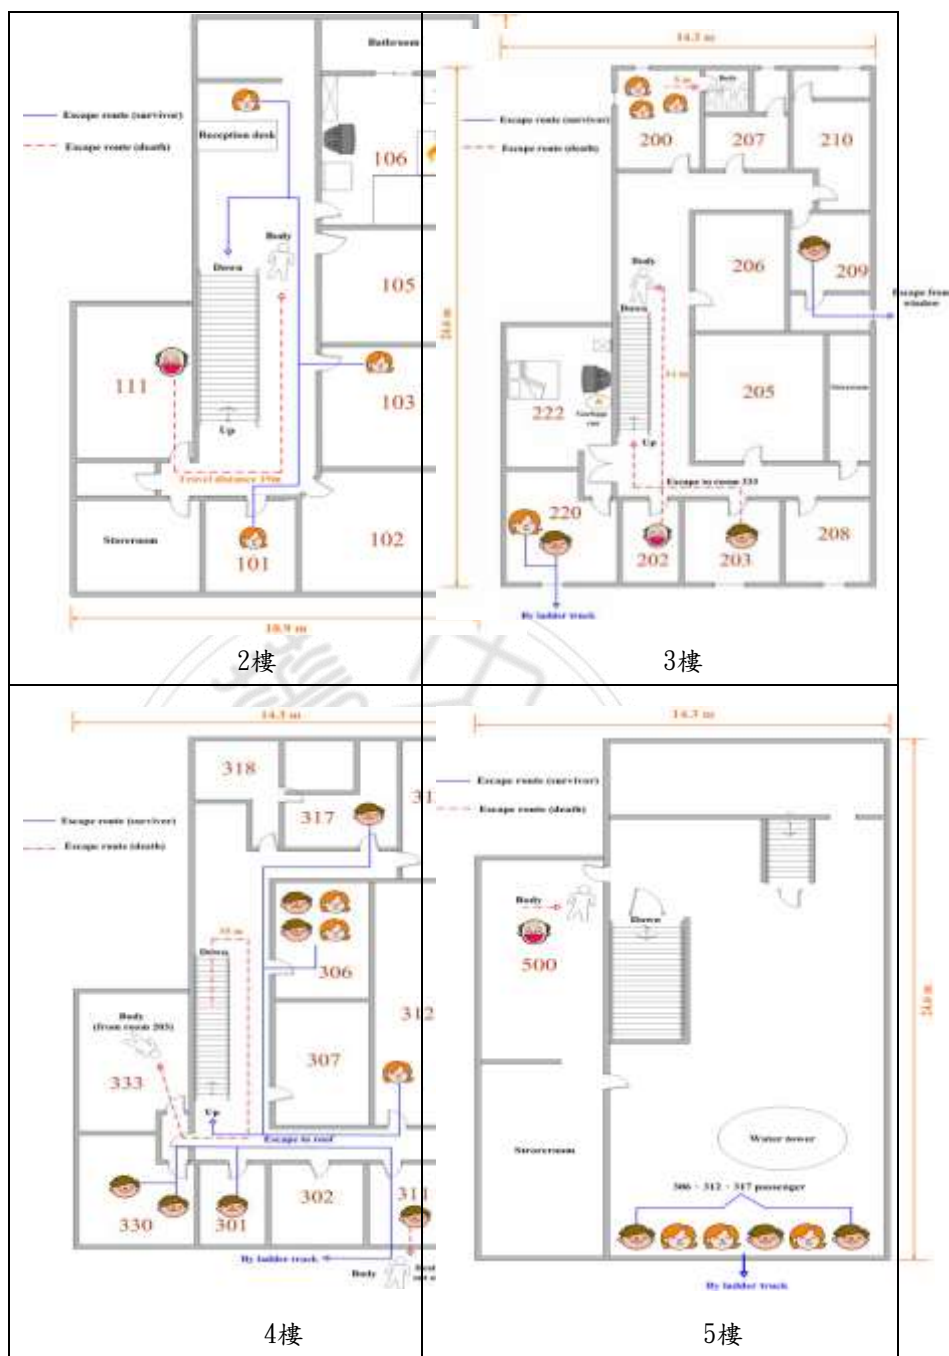 Bathroom
Escape route (survivor)
Reception desk
Escape route (death)
106
Body
Down
105
111
103
Up
Travel distance 19m
Storeroom
101
102
10.9 m
2樓
14.3 m
Body
Escape route (survivor)
200
207
210
Escape route (death)
Body
206
209
Down
Escape from
window
222
205
Up
Escape to room 333
220
202
203
208
By ladder truck
3樓
14.3 m
318
317
31
Escape route (survivor)
Escape route (death)
Down
306
312
Body
(from room 203)
333
307
Up
Escape to roof
330
301
302
311
By ladder truck
Body
4樓
14.3 m
Escape route (survivor)
Escape route (death)
Body
Down
500
24.6 m
Water tower
306、312、317 passenger
By ladder truck
5樓